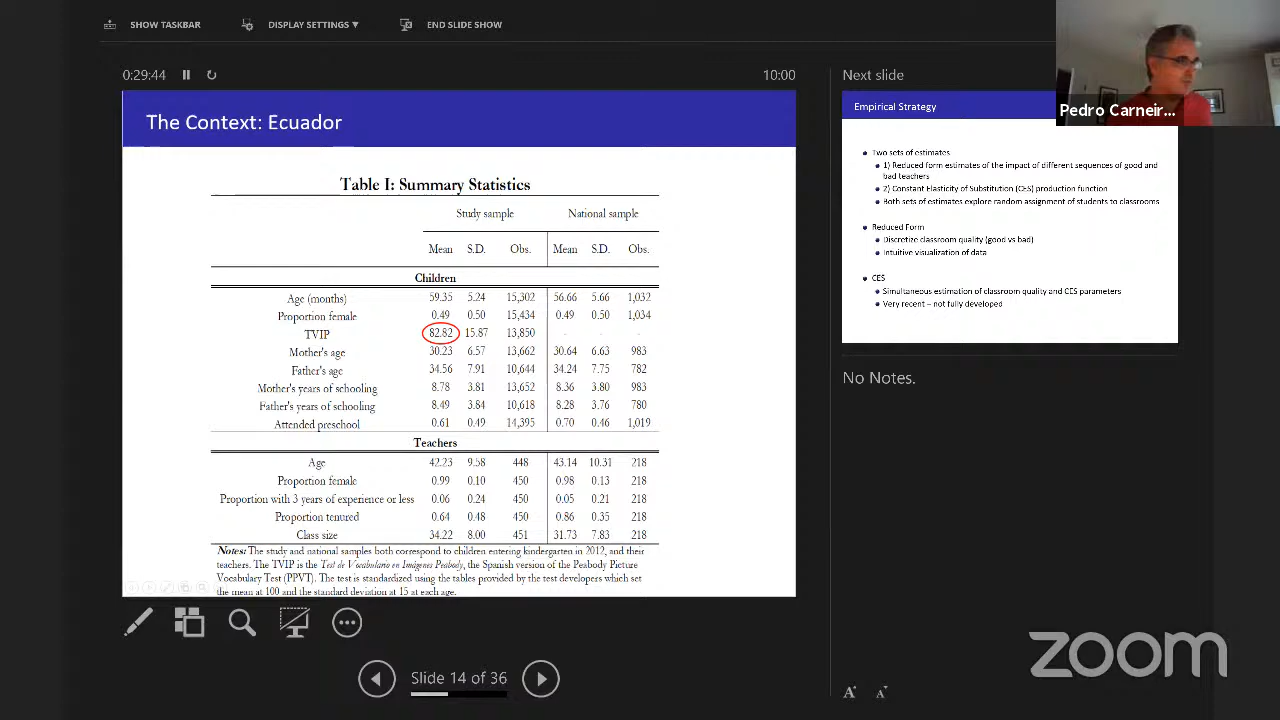 SHOW TASKBAR
DISPLAY SETTINGS ▼
END SLIDE SHOW
0:29:44
10:00
The Context: Ecuador
Table I: Summary Statistics
Study sample National sample
Mean S.D. Obs. Mean S.D. Obs.
Children
Age (months) 59.35 5.24 15,302 56.66 5.66 1,032
Proportion female 0.49 0.50 15,434 0.49 0.50 1,034
TVIP 82.82 15.87 13,850 - - -
Mother's age 30.23 6.57 13,662 30.64 6.63 983
Father's age 34.56 7.91 10,644 34.24 7.75 782
Mother's years of schooling 8.78 3.81 13,652 8.36 3.80 983
Father's years of schooling 8.49 3.84 10,618 8.28 3.76 780
Attended preschool 0.61 0.49 14,395 0.70 0.46 1,019
Teachers
Age 42.23 9.58 448 43.14 10.31 218
Proportion female 0.99 0.10 450 0.98 0.13 218
Proportion with 3 years of experience or less 0.06 0.24 450 0.05 0.21 218
Proportion tenured 0.64 0.48 450 0.86 0.35 218
Class size 34.22 8.00 451 31.73 7.83 218
Notes: The study and national samples both correspond to children entering kindergarten in 2012, and their
teachers. The TVIP is the Test de Vocabulario en Imágenes Peabody, the Spanish version of the Peabody Picture
Vocabulary Test (PPVT). The test is standardized using the tables provided by the test developers which set
the mean at 100 and the standard deviation at 15 at each age.
Slide 14 of 36
Next slide
Pedro Carneir...
Empirical Strategy
Two sets of estimates
1) Reduced form estimates of the impact of different sequences of good and
bad teachers
2) Constant Elasticity of Substitution (CES) production function
Both sets of estimates explore random assignment of students to classrooms
Reduced Form
Discretize classroom quality (good vs bad)
Intuitive visualization of data
CES
Simultaneous estimation of classroom quality and CES parameters
Very recent – not fully developed
No Notes.
zoom
A A